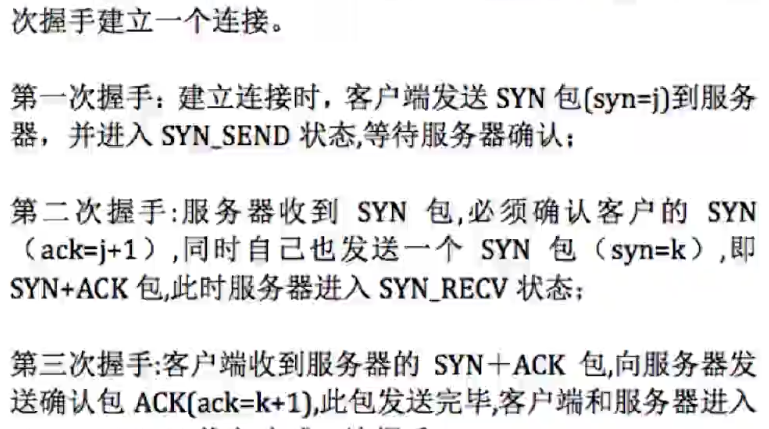 次握手建立一个连接。
第一次握手：建立连接时，客户端发送 SYN 包(syn=j)到服务
器，并进入 SYN_SEND 状态,等待服务器确认；
第二次握手:服务器收到 SYN 包,必须确认客户的 SYN
（ack=j+1）,同时自己也发送一个 SYN 包（syn=k）,即
SYN+ACK 包,此时服务器进入 SYN_RECV 状态；
第三次握手:客户端收到服务器的 SYN＋ACK 包,向服务器发
送确认包 ACK(ack=k+1),此包发送完毕,客户端和服务器进入